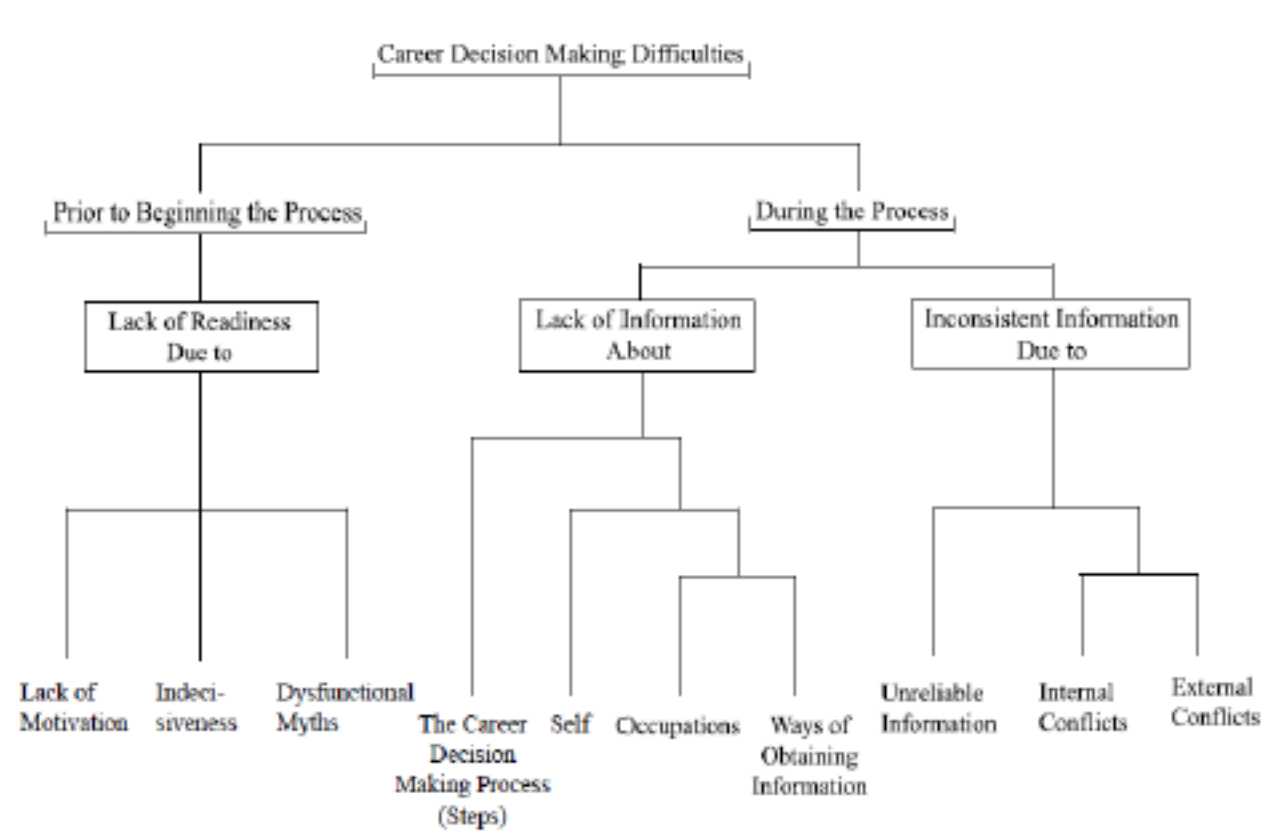 Career Decision Making Difficulties
Prior to Beginning the Process
During the Process
Lack of Readiness
Due to
Lack of Information
About
Inconsistent Information
Due to
Lack of
Motivation
Indeci-
siveness
Dysfunctional
Myths
The Career
Decision
Making Process
(Steps)
Self
Occupations
Ways of
Obtaining
Information
Unreliable
Information
Internal
Conflicts
External
Conflicts